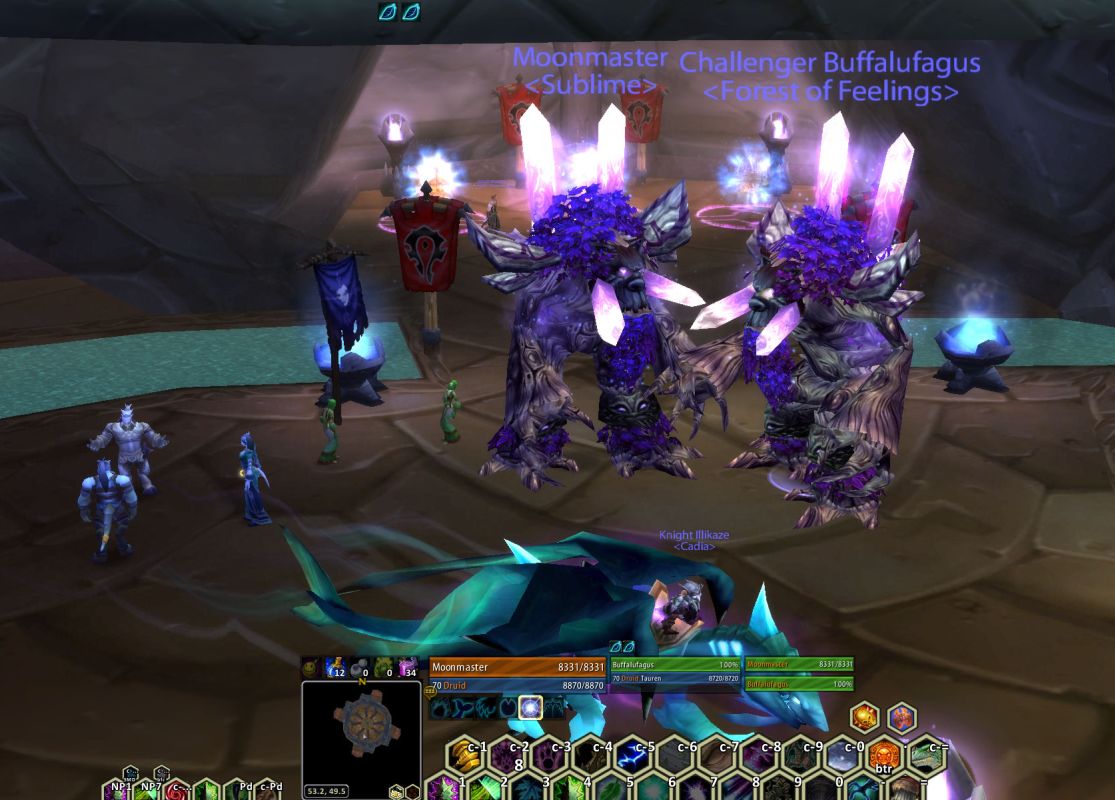 Moonmaster
<Sublime>
Challenger Buffalufagus
<Forest of Feelings>
Knight Illikaze
<Cadia>
12 0 0 34
N
Moonmaster 8331/8331
70 Druid 8870/8870
Buffalufagus 100%
70 Druid Tauren 8720/8720
Moonmaster 8331/8331
Buffalufagus 100%
53.2, 49.5
c-1 c-2 c-3 c-4 c-5 c-6 c-7 c-8 c-9 c-0 btr c-=
8
NP1 NP7 c-... Pd c-Pd
1 2 3 4 5 6 7 8 9 0 - =